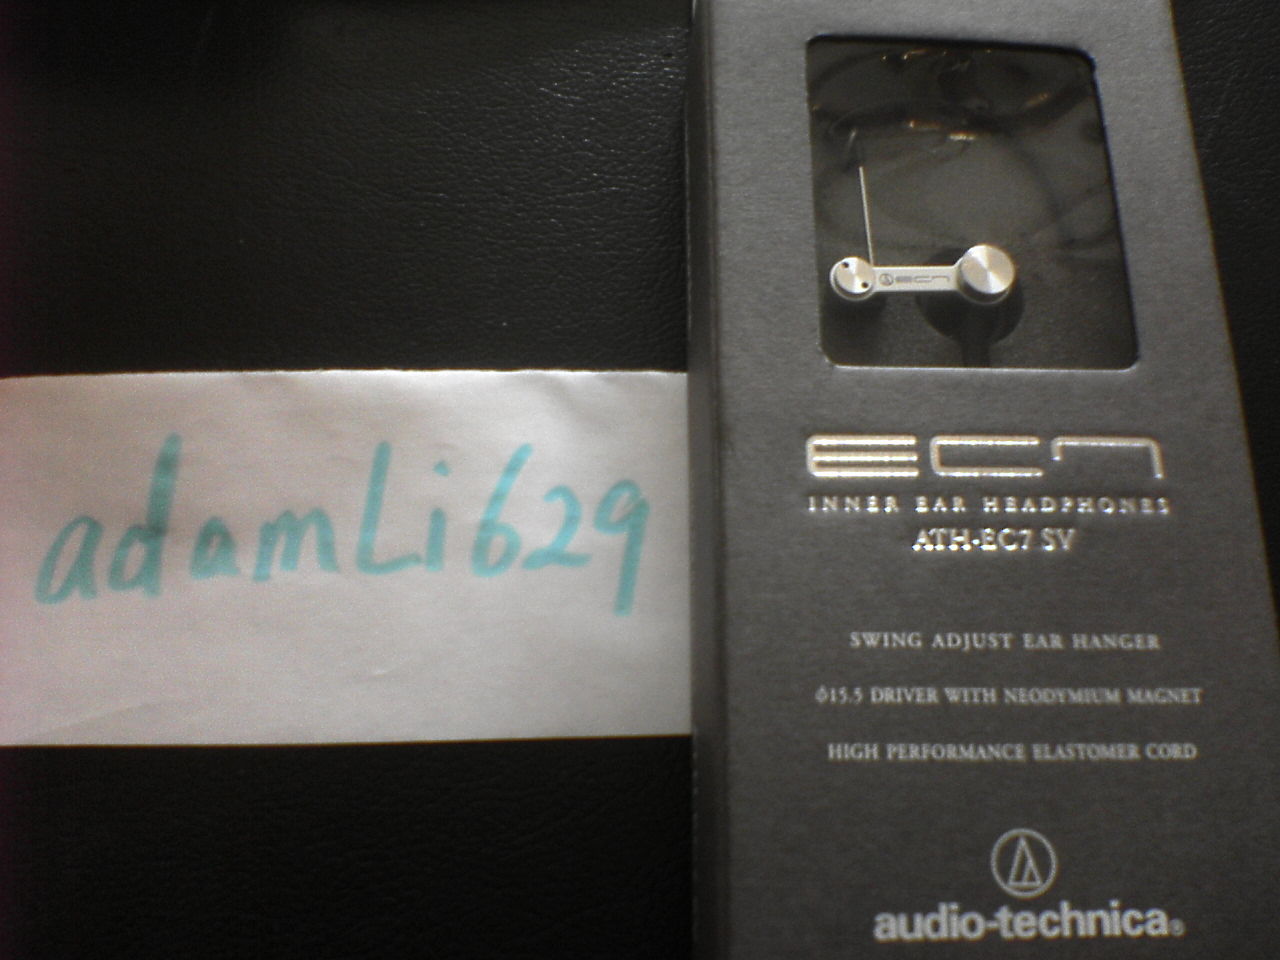 adamLi629
ec7
EC7
INNER EAR HEADPHONES
ATH-EC7 SV
SWING ADJUST EAR HANGER
ϕ15.5 DRIVER WITH NEODYMIUM MAGNET
HIGH PERFORMANCE ELASTOMER CORD
audio-technica®